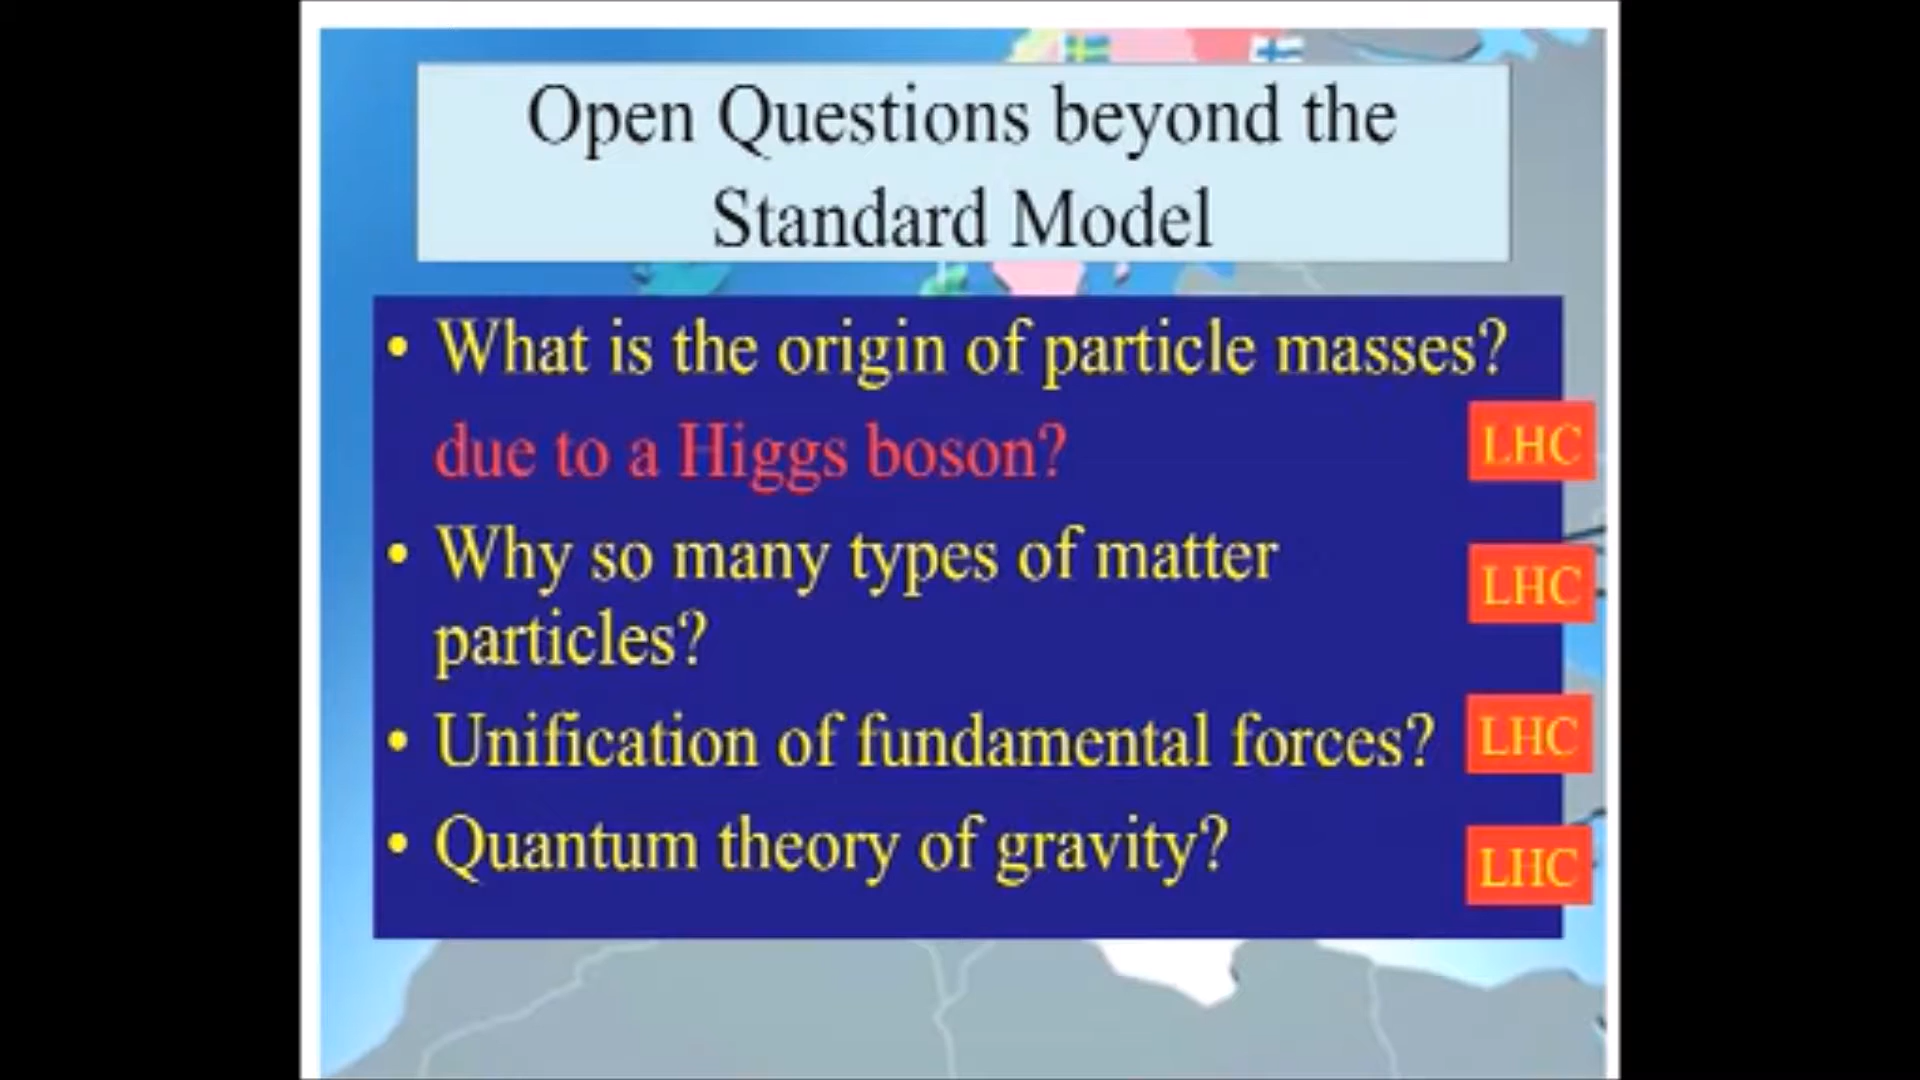 Open Questions beyond the
Standard Model
• What is the origin of particle masses?
due to a Higgs boson?
LHC
• Why so many types of matter
LHC
particles?
• Unification of fundamental forces?
LHC
• Quantum theory of gravity?
LHC